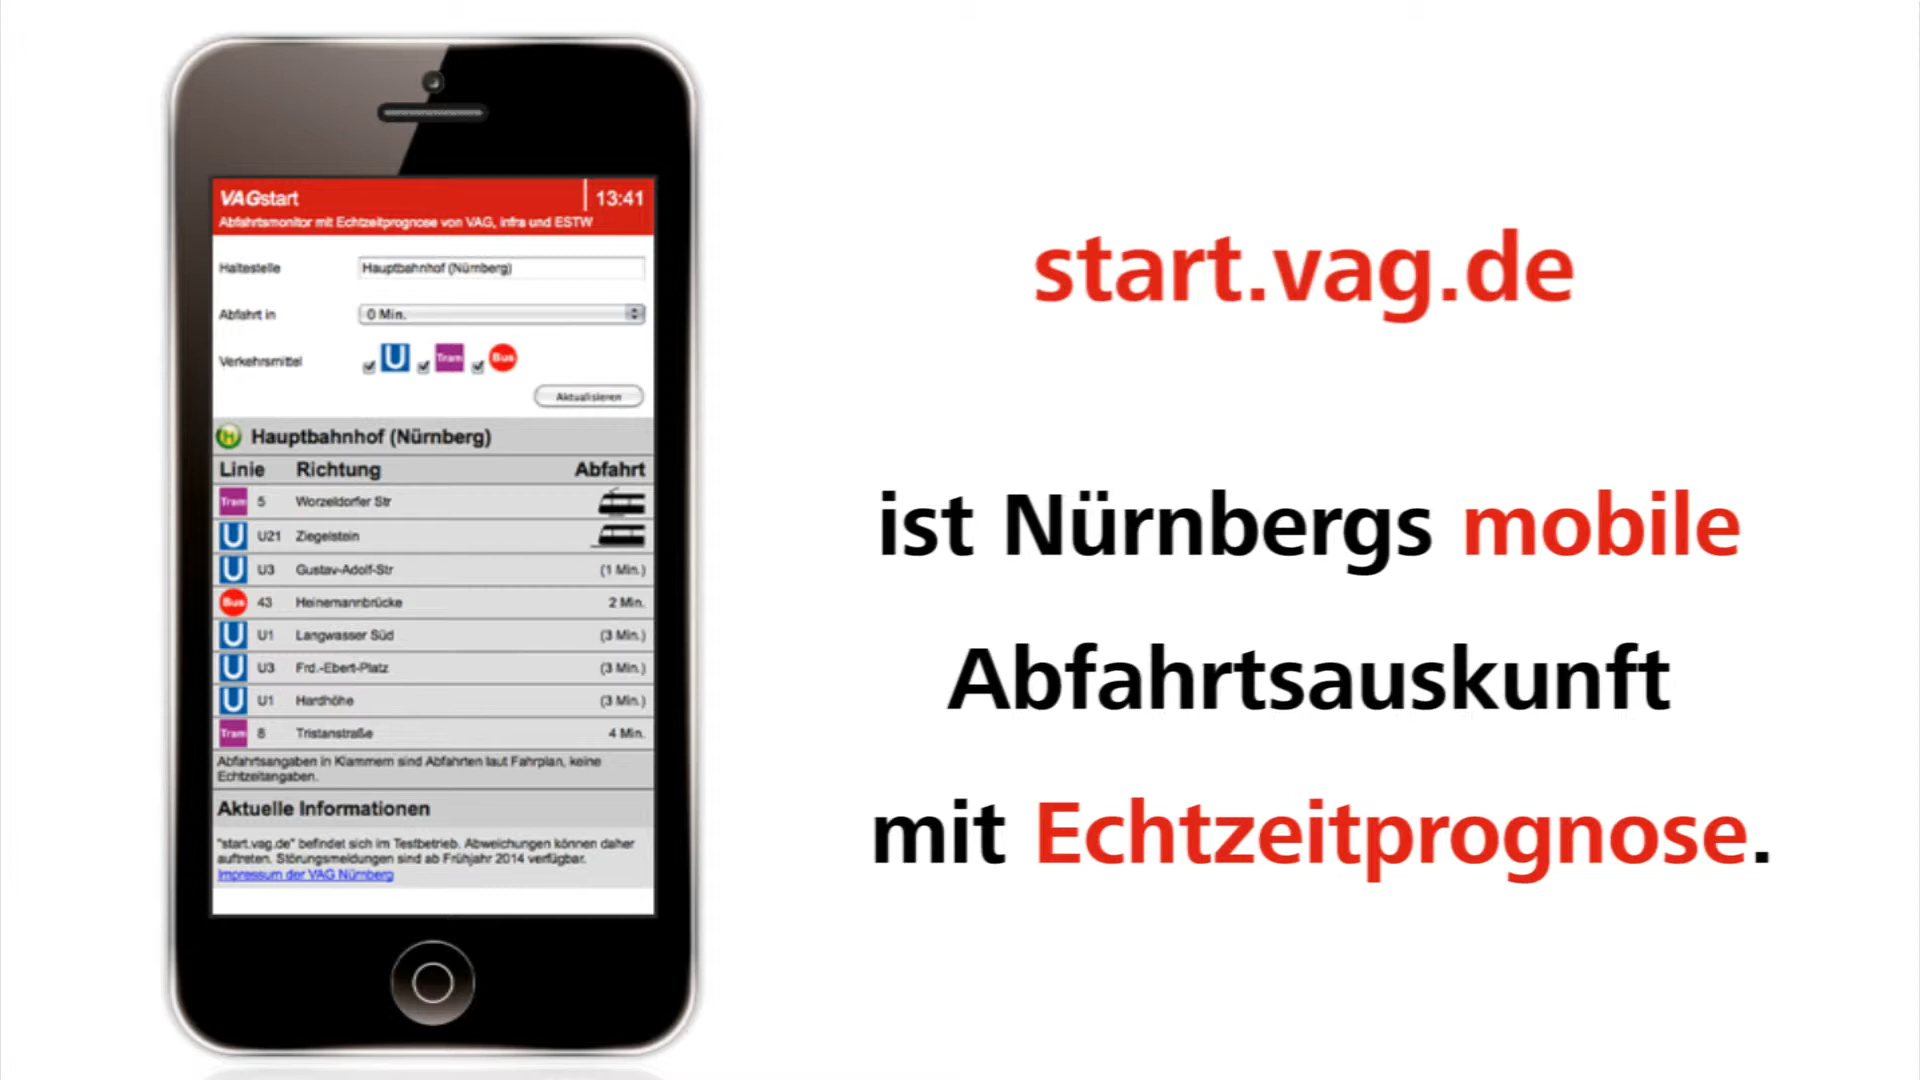 VAGstart 13:41
Abfahrtsmonitor mit Echtzeitprognose von VAG, infra und ESTW
Haltestelle Hauptbahnhof (Nürnberg)
Abfahrt in 0 Min.
Verkehrsmittel U Tram Bus
Aktualisieren
H Hauptbahnhof (Nürnberg)
Linie Richtung Abfahrt
Tram 5 Worzeldorfer Str
U U21 Ziegelstein
U U3 Gustav-Adolf-Str (1 Min.)
Bus 43 Heinemannbrücke 2 Min.
U U1 Langwasser Süd (3 Min.)
U U3 Frd.-Ebert-Platz (3 Min.)
U U1 Hardhöhe (3 Min.)
Tram 8 Tristanstraße 4 Min.
Abfahrtsangaben in Klammern sind Abfahrten laut Fahrplan, keine
Echtzeitangaben.
Aktuelle Informationen
"start.vag.de" befindet sich im Testbetrieb. Abweichungen können daher
auftreten. Störungsmeldungen sind ab Frühjahr 2014 verfügbar.
Impressum der VAG Nürnberg
start.vag.de
ist Nürnbergs mobile
Abfahrtsauskunft
mit Echtzeitprognose.